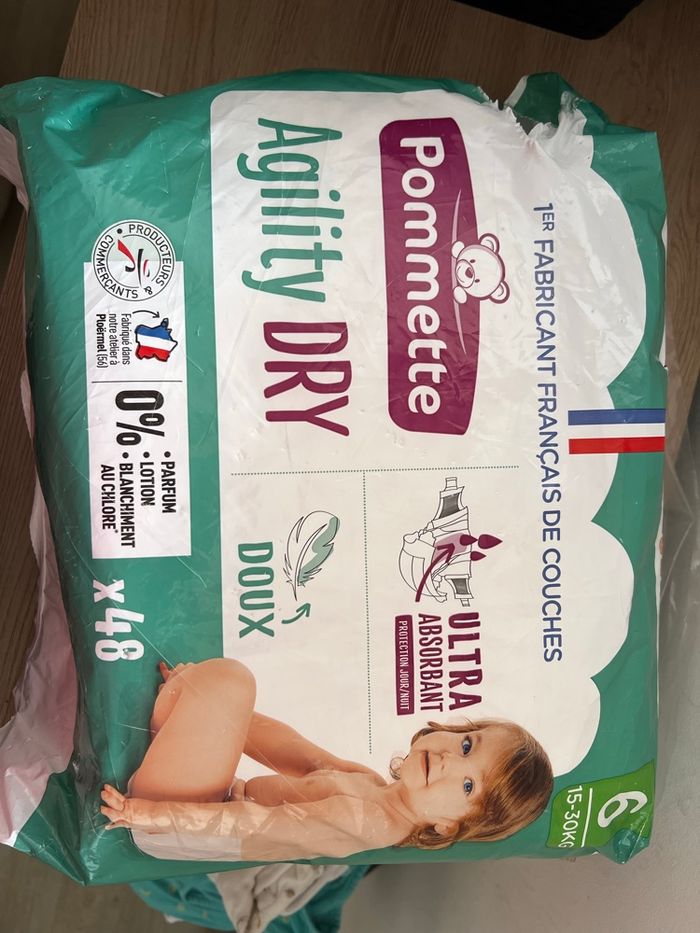 1ER FABRICANT FRANÇAIS DE COUCHES
Pommette
Agility DRY
ULTRA
ABSORBANT
PROTECTION JOUR/NUIT
DOUX
6
15-30KG
PRODUCTEURS &
COMMERÇANTS
Fabriqué dans
notre atelier à
Ploërmel (56)
0%
• PARFUM
• LOTION
• BLANCHIMENT
AU CHLORE*
x48